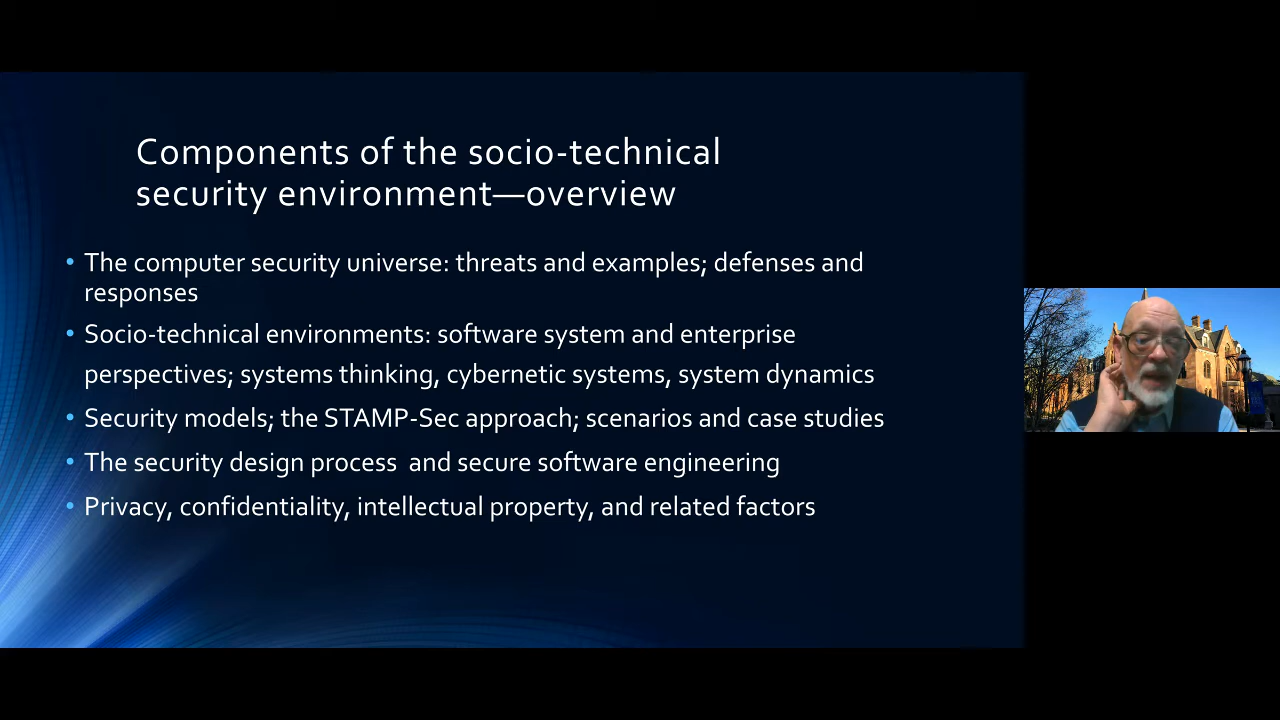 Components of the socio-technical
security environment—overview
• The computer security universe: threats and examples; defenses and
responses
• Socio-technical environments: software system and enterprise
perspectives; systems thinking, cybernetic systems, system dynamics
• Security models; the STAMP-Sec approach; scenarios and case studies
• The security design process  and secure software engineering
• Privacy, confidentiality, intellectual property, and related factors